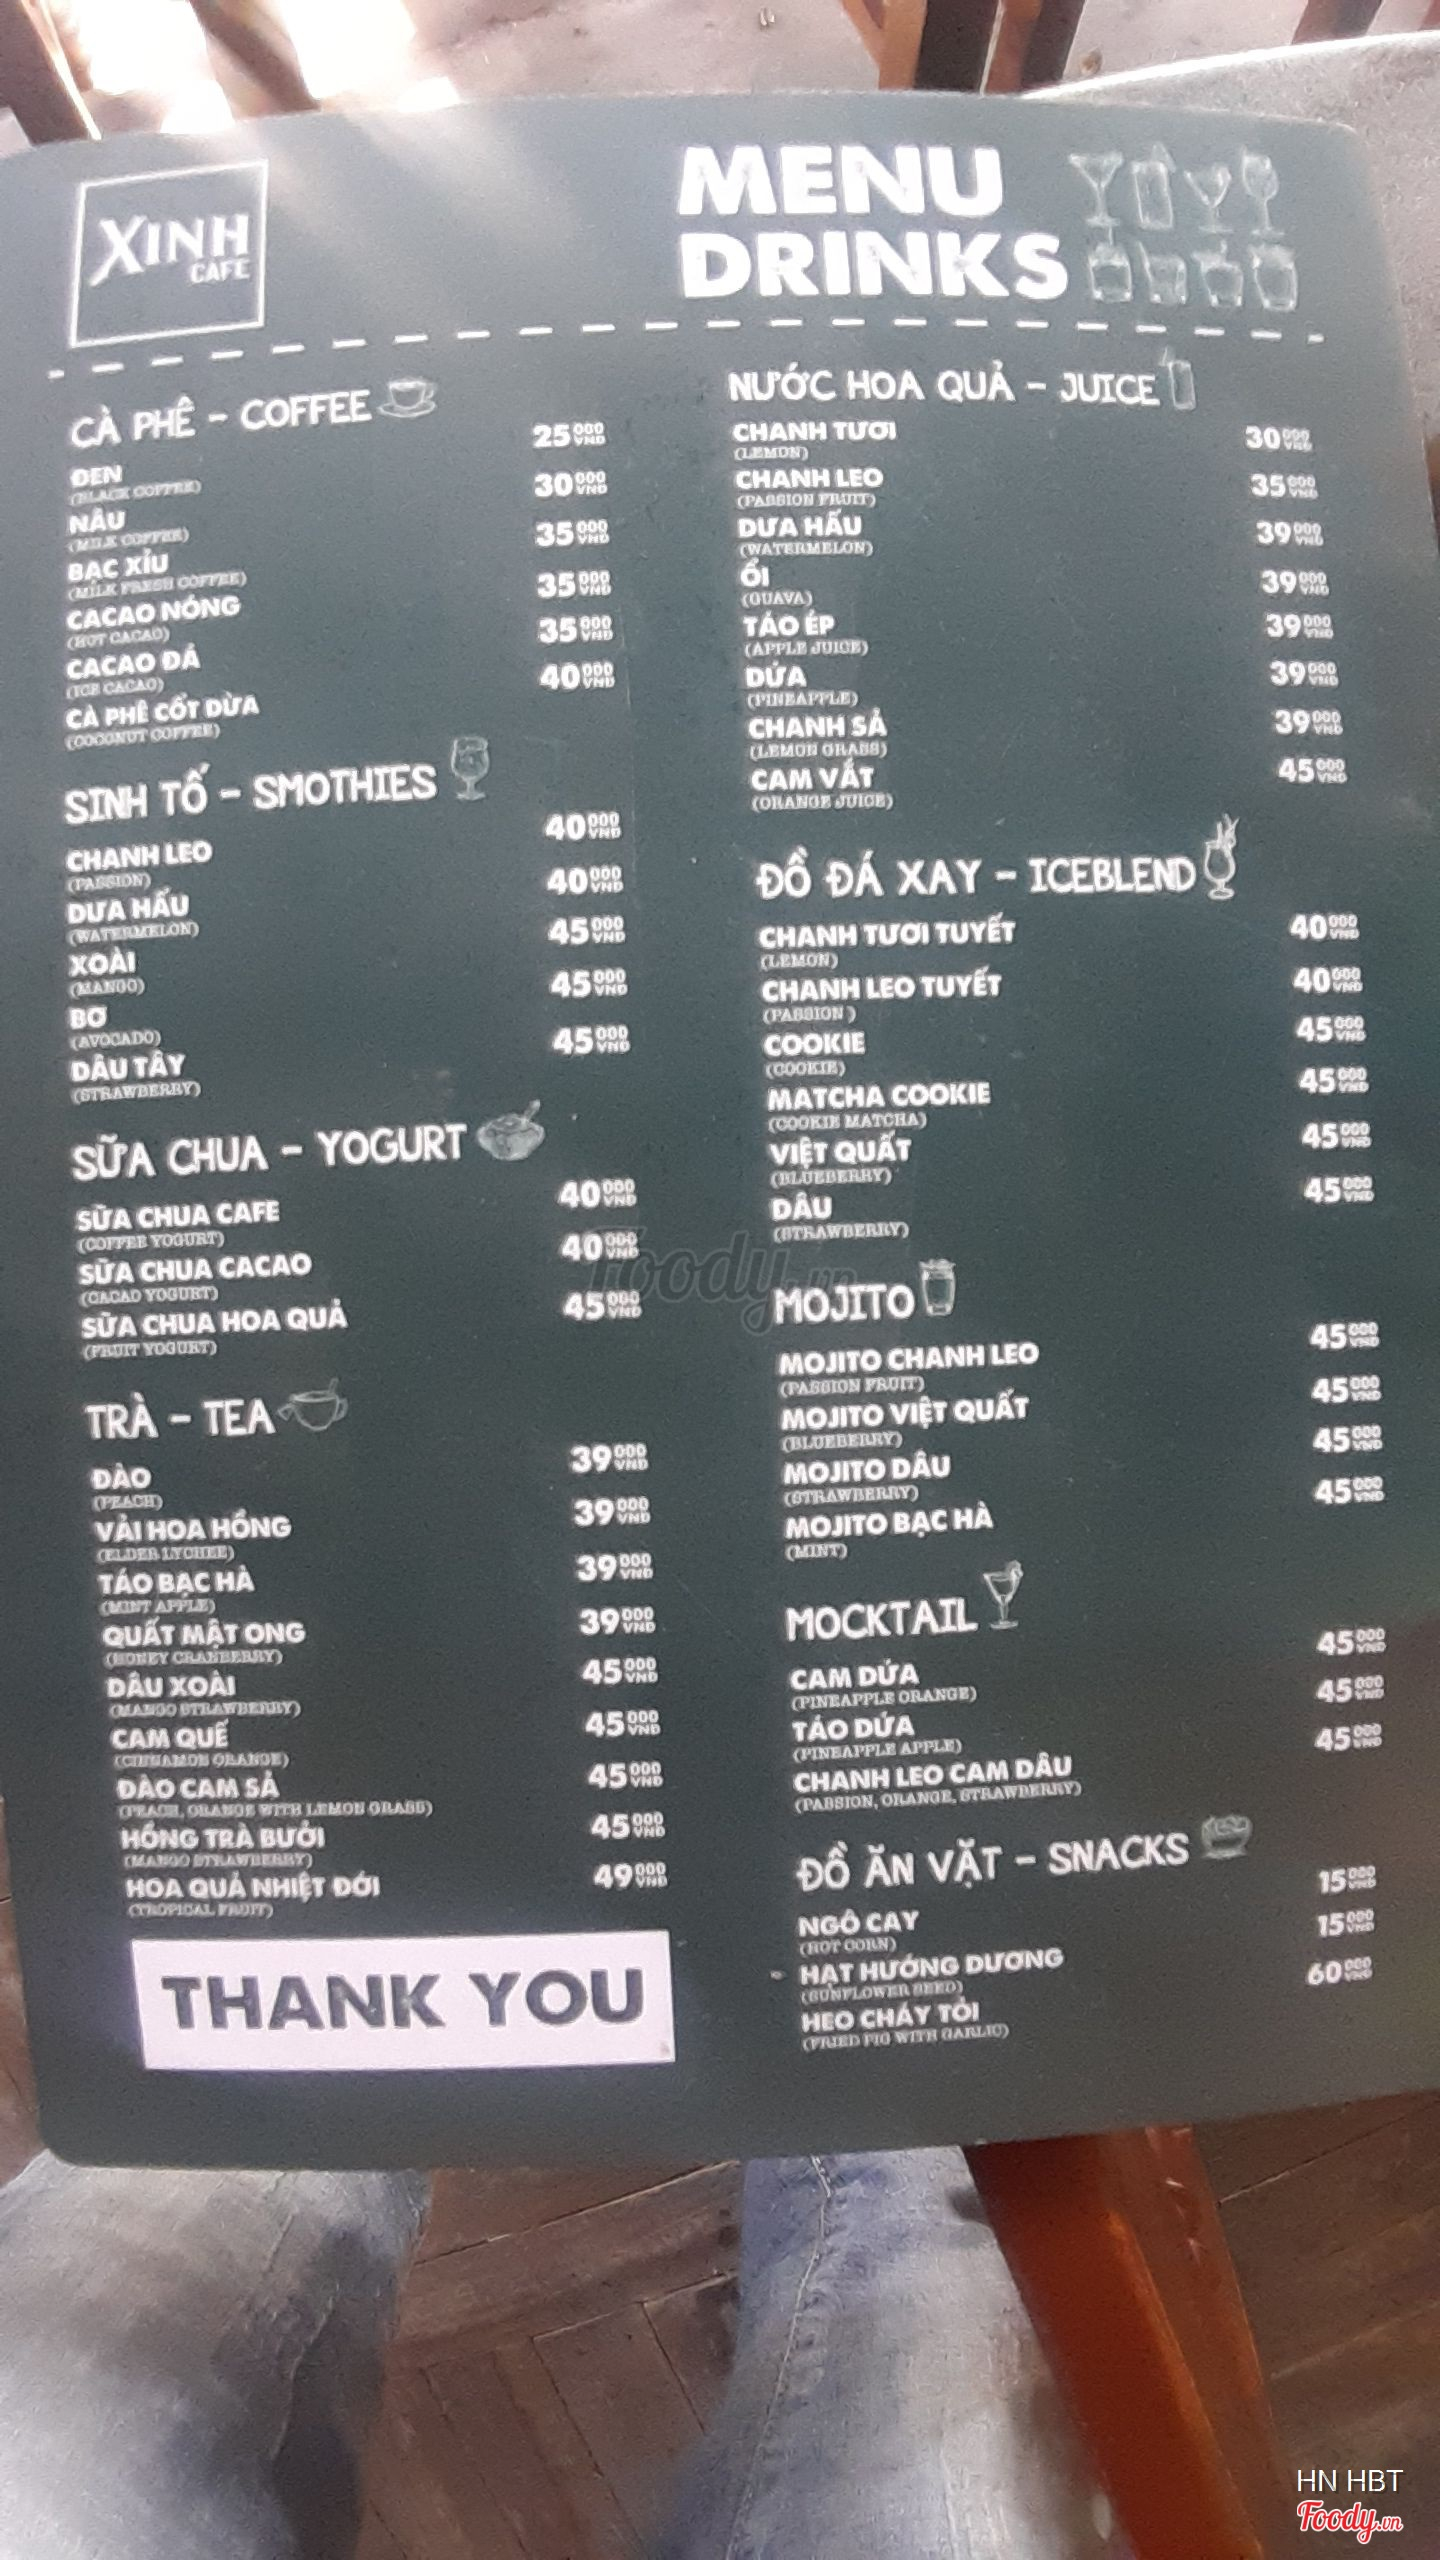 XINH
CAFE
MENU
DRINKS
CÀ PHÊ - COFFEE
ĐEN 25 000 VND
(BLACK COFFEE)
NÂU 30 000 VND
(MILK COFFEE)
BẠC XỈU 35 000 VND
(MILK FRESH COFFEE)
CACAO NÓNG 35 000 VND
(HOT CACAO)
CACAO ĐÁ 35 000 VND
(ICE CACAO)
CÀ PHÊ CỐT DỪA 40 000 VND
(COCONUT COFFEE)
SINH TỐ - SMOTHIES
CHANH LEO 40 000 VND
(PASSION)
DƯA HẤU 40 000 VND
(WATERMELON)
XOÀI 45 000 VND
(MANGO)
BƠ 45 000 VND
(AVOCADO)
DÂU TÂY 45 000 VND
(STRAWBERRY)
SỮA CHUA - YOGURT
SỮA CHUA CAFE 40 000 VND
(COFFEE YOGURT)
SỮA CHUA CACAO 40 000 VND
(CACAO YOGURT)
SỮA CHUA HOA QUẢ 45 000 VND
(FRUIT YOGURT)
TRÀ - TEA
ĐÀO 39 000 VND
(PEACH)
VẢI HOA HỒNG 39 000 VND
(ELDER LYCHEE)
TÁO BẠC HÀ 39 000 VND
(MINT APPLE)
QUẤT MẬT ONG 39 000 VND
(HONEY CRANBERRY)
DÂU XOÀI 45 000 VND
(MANGO STRAWBERRY)
CAM QUẾ 45 000 VND
(CINNAMON ORANGE)
ĐÀO CAM SẢ 45 000 VND
(PEACH, ORANGE WITH LEMON GRASS)
HỒNG TRÀ BƯỞI 45 000 VND
(MANGO STRAWBERRY)
HOA QUẢ NHIỆT ĐỚI 49 000 VND
(TROPICAL FRUIT)
THANK YOU
NƯỚC HOA QUẢ - JUICE
CHANH TƯƠI 30 000 VND
(LEMON)
CHANH LEO 35 000 VND
(PASSION FRUIT)
DƯA HẤU 39 000 VND
(WATERMELON)
ỔI 39 000 VND
(GUAVA)
TÁO ÉP 39 000 VND
(APPLE JUICE)
DỨA 39 000 VND
(PINEAPPLE)
CHANH SẢ 39 000 VND
(LEMON GRASS)
CAM VẮT 45 000 VND
(ORANGE JUICE)
ĐỒ ĐÁ XAY - ICEBLEND
CHANH TƯƠI TUYẾT 40 000 VND
(LEMON)
CHANH LEO TUYẾT 40 000 VND
(PASSION )
COOKIE 45 000 VND
(COOKIE)
MATCHA COOKIE 45 000 VND
(COOKIE MATCHA)
VIỆT QUẤT 45 000 VND
(BLUEBERRY)
DÂU 45 000 VND
(STRAWBERRY)
MOJITO
MOJITO CHANH LEO 45 000 VND
(PASSION FRUIT)
MOJITO VIỆT QUẤT 45 000 VND
(BLUEBERRY)
MOJITO DÂU 45 000 VND
(STRAWBERRY)
MOJITO BẠC HÀ 45 000 VND
(MINT)
MOCKTAIL
CAM DỨA 45 000 VND
(PINEAPPLE ORANGE)
TÁO DỨA 45 000 VND
(PINEAPPLE APPLE)
CHANH LEO CAM DÂU 45 000 VND
(PASSION, ORANGE, STRAWBERRY)
ĐỒ ĂN VẶT - SNACKS
NGÔ CAY 15 000 VND
(HOT CORN)
HẠT HƯỚNG DƯƠNG 15 000 VND
(SUNFLOWER SEED)
HEO CHÁY TỎI 60 000 VND
(FRIED PIG WITH GARLIC)
Foody.vn
HN HBT
Foody.vn